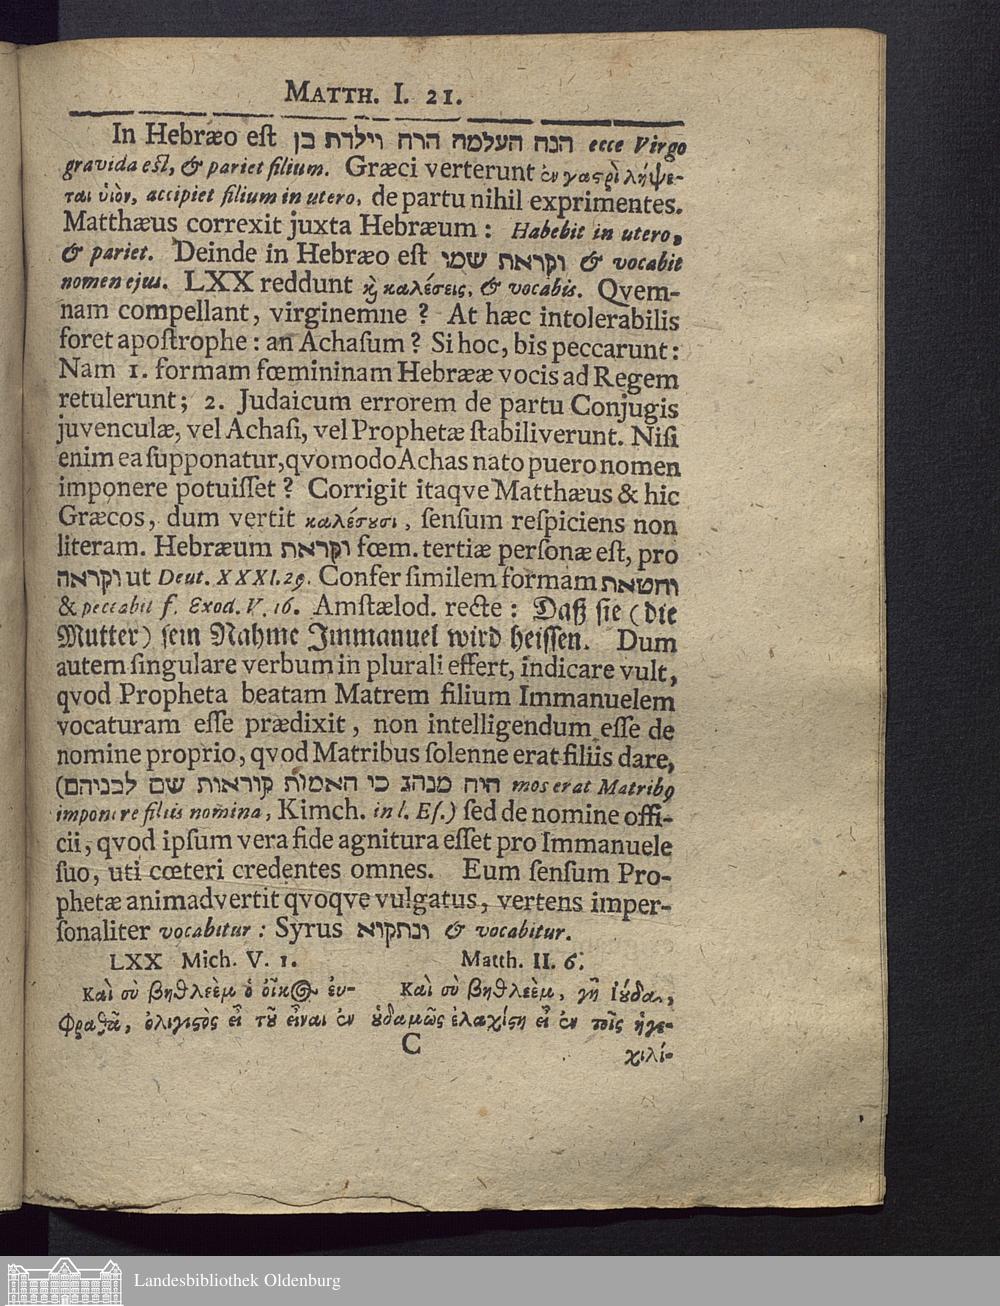 MATTH. I. 21.
In Hebræo eſt הנה העלמה הרה וילדת בן ecce Virgo
gravida eſt, & pariet filium. Græci verterunt ἐν γαςρὶ λήψε-
ται ὑιὸν, accipiet filium in utero, de partu nihil exprimentes.
Matthæus correxit juxta Hebræum: Habebit in utero,
& pariet. Deinde in Hebræo eſt וקראת שמו & vocabit
nomen ejus. LXX reddunt ϗ καλέσεις, & vocabis. Qvem-
nam compellant, virginemne? At hæc intolerabilis
foret apoſtrophe: an Achaſum? Si hoc, bis peccarunt:
Nam 1. formam fœmininam Hebrææ vocis ad Regem
retulerunt; 2. Judaicum errorem de partu Conjugis
juvenculæ, vel Achaſi, vel Prophetæ ſtabiliverunt. Niſi
enim ea ſupponatur, qvomodo Achas nato puero nomen
imponere potuiſſet? Corrigit itaqve Matthæus & hic
Græcos, dum vertit καλέσȣσι, ſenſum reſpiciens non
literam. Hebræum וקראת fœm. tertiæ perſonæ eſt, pro
וקראה ut Deut. XXXI. 29. Confer ſimilem formam וחטאת
& peccabit f. Exod. V. 16. Amſtælod. recte: Daß ſie (die
Mutter) ſein Nahme Immanuel wird heiſſen. Dum
autem ſingulare verbum in plurali effert, indicare vult,
qvod Propheta beatam Matrem filium Immanuelem
vocaturam eſſe prædixit, non intelligendum eſſe de
nomine proprio, qvod Matribus ſolenne erat filiis dare,
(היה מנהג כי האמות קוראות שם לבניהם mos erat Matribꝰ
imponere filiis nomina, Kimch. in l. Eſ.) ſed de nomine offi-
cii, qvod ipſum vera fide agnitura eſſet pro Immanuele
ſuo, uti cœteri credentes omnes. Eum ſenſum Pro-
phetæ animadvertit qvoqve vulgatus, vertens imper-
ſonaliter vocabitur: Syrus ונתקרא & vocabitur.
LXX Mich. V. 1.
Καὶ σὺ βηθλεὲμ ὁ οἶκος ἐυ-
φραθᾶ, ὀλιγιςὸς εἶ τȣ͂ εἶναι ἐν
Matth. II. 6.
Καὶ σὺ βηθλεὲμ, γῆ ἰȣ́δα,
ȣ̓δαμῶς ἐλαχίςη εἶ ἐν τοῖς ἡγε-
C
χιλί-
Landesbibliothek Oldenburg